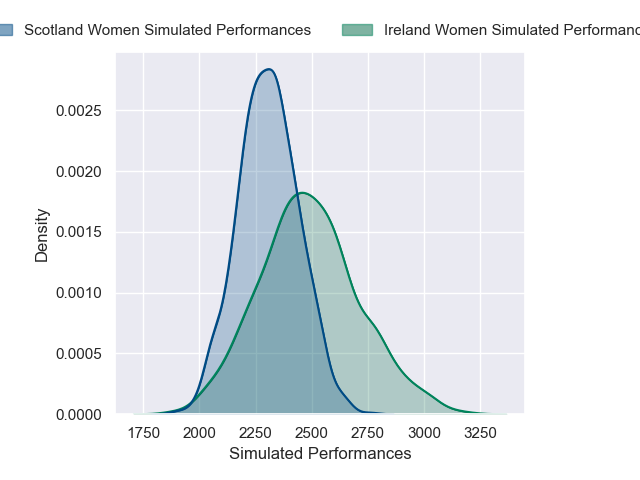 Scotland Women Simulated Performances
Ireland Women Simulated
0.0025
0.0020
0.0015
0.0010
0.0005
0.0000
Density
1750 2000 2250 2500 2750 3000 3250
Simulated Performances